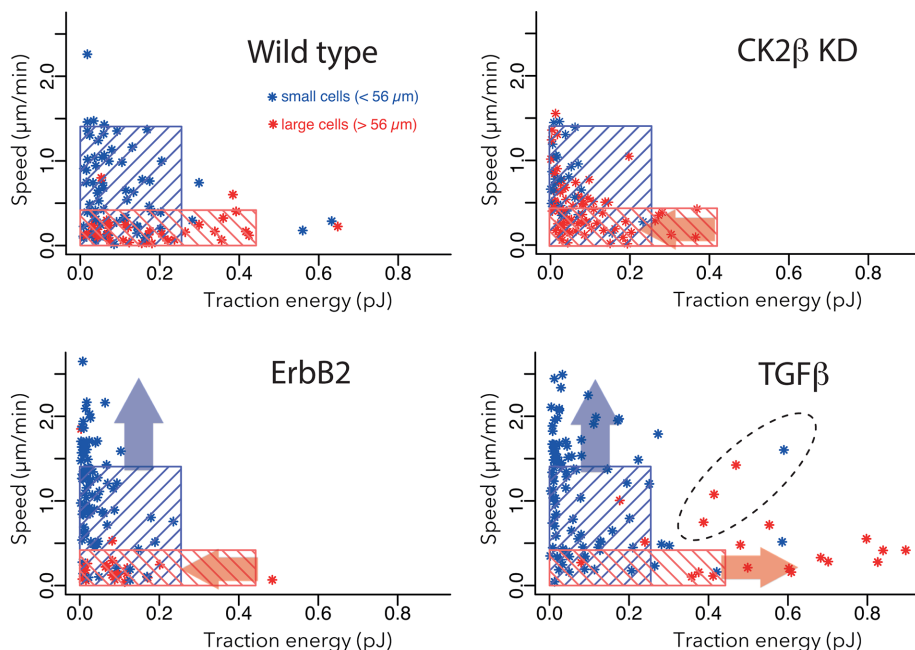 Wild type
* small cells (< 56 µm)
* large cells (> 56 µm)
Speed (µm/min)
0.0 1.0 2.0
0.0 0.2 0.4 0.6 0.8
Traction energy (pJ)
CK2β KD
Speed (µm/min)
0.0 1.0 2.0
0.0 0.2 0.4 0.6 0.8
Traction energy (pJ)
ErbB2
Speed (µm/min)
0.0 1.0 2.0
0.0 0.2 0.4 0.6 0.8
Traction energy (pJ)
TGFβ
Speed (µm/min)
0.0 1.0 2.0
0.0 0.2 0.4 0.6 0.8
Traction energy (pJ)